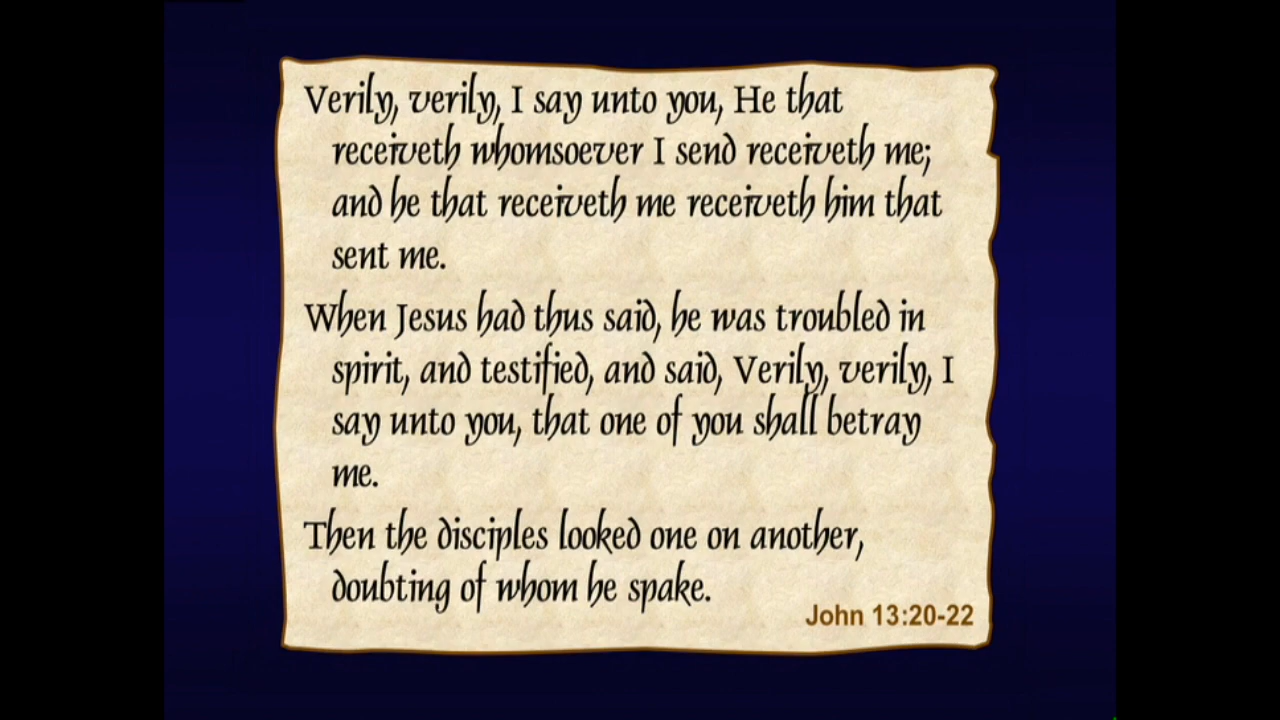 Verily, verily, I say unto you, He that
receiveth whomsoever I send receiveth me;
and he that receiveth me receiveth him that
sent me.
When Jesus had thus said, he was troubled in
spirit, and testified, and said, Verily, verily, I
say unto you, that one of you shall betray
me.
Then the disciples looked one on another,
doubting of whom he spake.
John 13:20-22